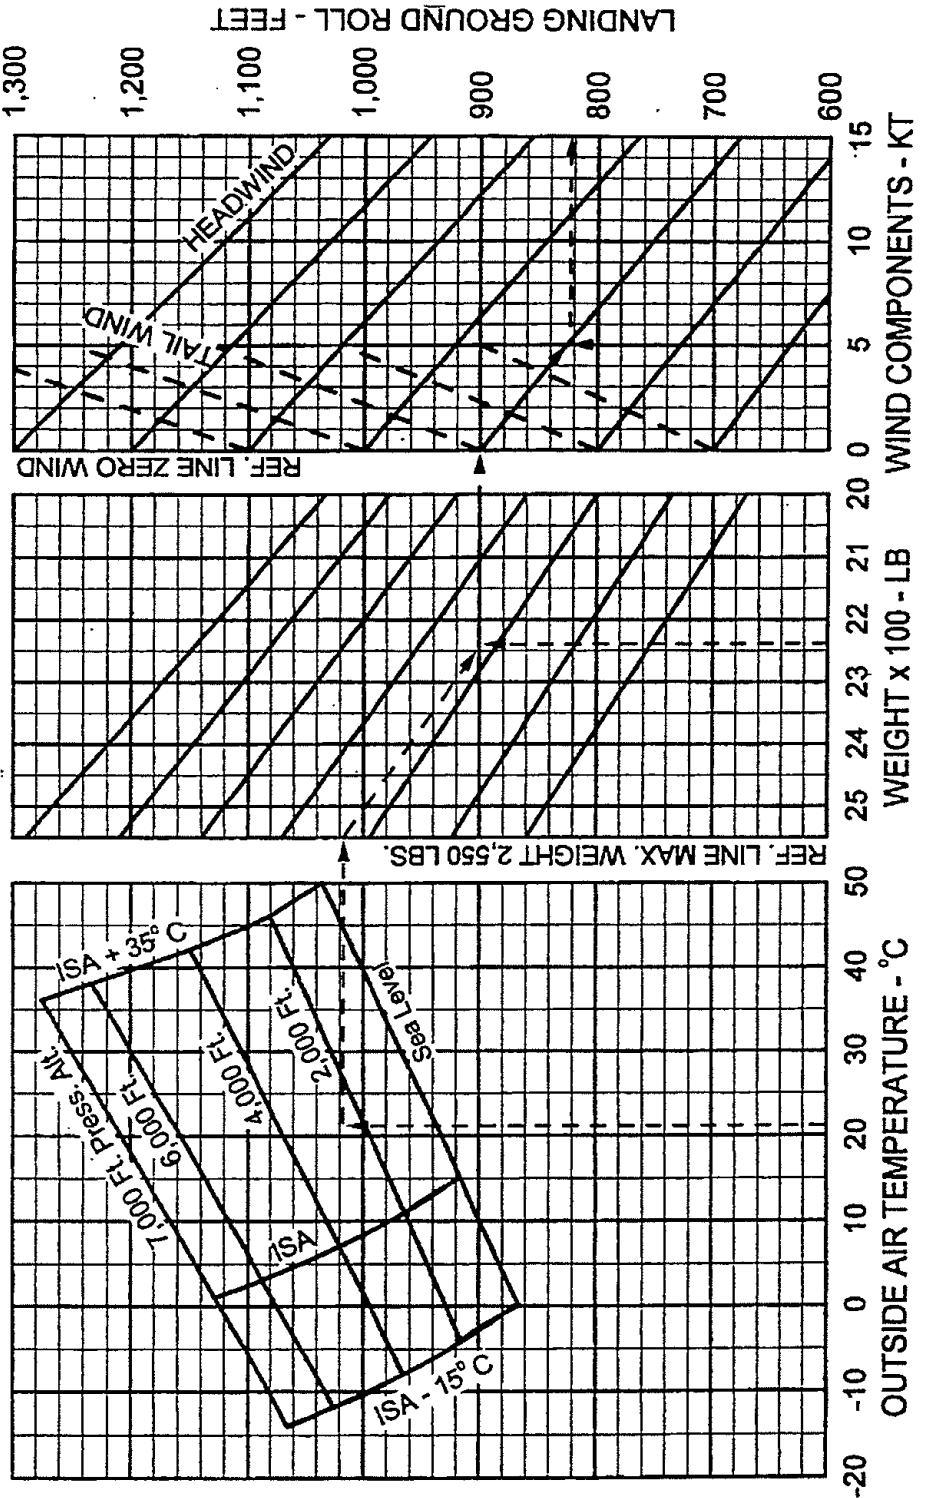 LANDING GROUND ROLL - FEET
1,300
1,200
1,100
1,000
900
800
700
600
HEADWIND
TAIL WIND
REF. LINE ZERO WIND
0
5
10
15
WIND COMPONENTS - KT
20
21
22
23
24
25
WEIGHT x 100 - LB
REF. LINE MAX. WEIGHT 2,550 LBS.
ISA + 35° C
7,000 Ft. Press. Alt.
6,000 Ft.
4,000 Ft.
2,000 Ft.
Sea Level
ISA
ISA - 15° C
50
40
30
20
10
0
-10
-20
OUTSIDE AIR TEMPERATURE - °C